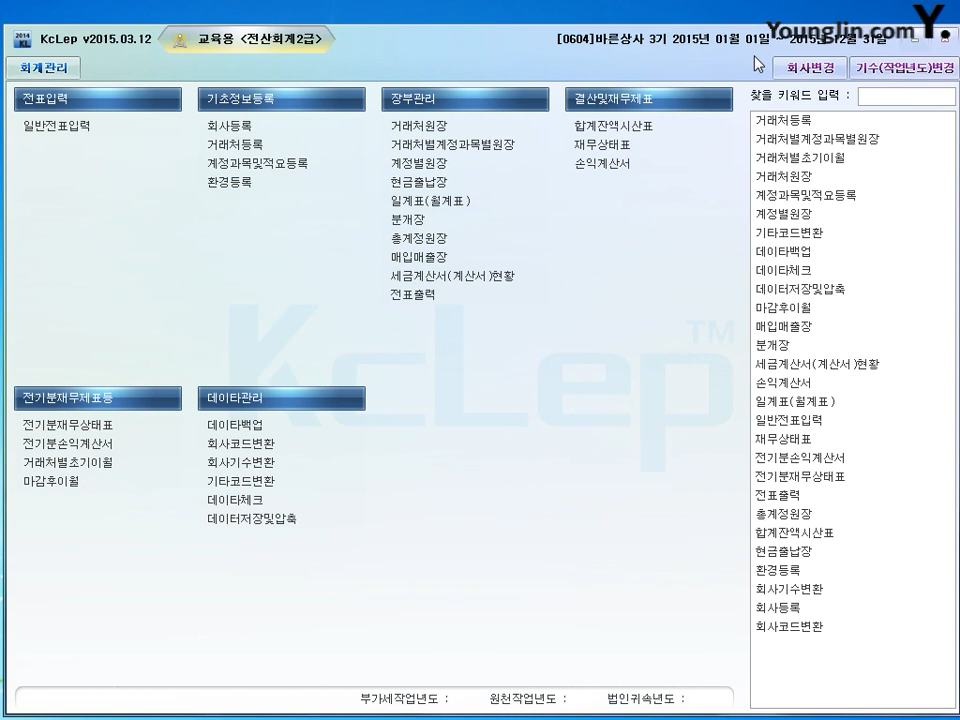 Younglin.com Y.
KcLep v2015.03.12
교육용 <전산회계2급>
[0604]바른상사 3기 2015년 01월 01일 ~ 2015년 12월 31일
회계관리
회사변경
기수(작업년도)변경
전표입력
일반전표입력
기초정보등록
회사등록
거래처등록
계정과목및적요등록
환경등록
장부관리
거래처원장
거래처별계정과목별원장
계정별원장
현금출납장
일계표(월계표)
분개장
총계정원장
매입매출장
세금계산서(계산서)현황
전표출력
결산및재무제표
합계잔액시산표
재무상태표
손익계산서
전기분재무제표등
전기분재무상태표
전기분손익계산서
거래처별초기이월
마감후이월
데이타관리
데이타백업
회사코드변환
회사기수변환
기타코드변환
데이타체크
데이터저장및압축
KcLep TM
찾을 키워드 입력 :
거래처등록
거래처별계정과목별원장
거래처별초기이월
거래처원장
계정과목및적요등록
계정별원장
기타코드변환
데이타백업
데이타체크
데이터저장및압축
마감후이월
매입매출장
분개장
세금계산서(계산서)현황
손익계산서
일계표(월계표)
일반전표입력
재무상태표
전기분손익계산서
전기분재무상태표
전표출력
총계정원장
합계잔액시산표
현금출납장
환경등록
회사기수변환
회사등록
회사코드변환
부가세작업년도 :
원천작업년도 :
법인귀속년도 :